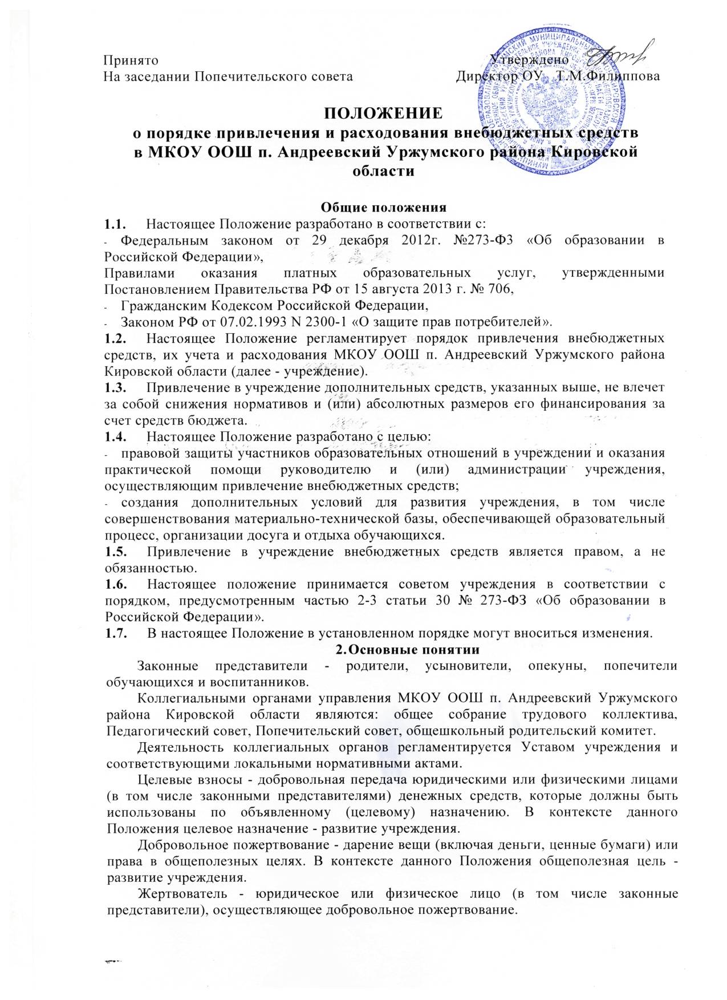 Принято Утверждено
На заседании Попечительского совета Директор ОУ Т.М.Филиппова
ПОЛОЖЕНИЕ
о порядке привлечения и расходования внебюджетных средств
в МКОУ ООШ п. Андреевский Уржумского района Кировской
области
Общие положения
1.1. Настоящее Положение разработано в соответствии с:
- Федеральным законом от 29 декабря 2012г. №273-ФЗ «Об образовании в
Российской Федерации»,
Правилами оказания платных образовательных услуг, утвержденными
Постановлением Правительства РФ от 15 августа 2013 г. № 706,
- Гражданским Кодексом Российской Федерации,
- Законом РФ от 07.02.1993 N 2300-1 «О защите прав потребителей».
1.2. Настоящее Положение регламентирует порядок привлечения внебюджетных
средств, их учета и расходования МКОУ ООШ п. Андреевский Уржумского района
Кировской области (далее - учреждение).
1.3. Привлечение в учреждение дополнительных средств, указанных выше, не влечет
за собой снижения нормативов и (или) абсолютных размеров его финансирования за
счет средств бюджета.
1.4. Настоящее Положение разработано с целью:
- правовой защиты участников образовательных отношений в учреждении и оказания
практической помощи руководителю и (или) администрации учреждения,
осуществляющим привлечение внебюджетных средств;
- создания дополнительных условий для развития учреждения, в том числе
совершенствования материально-технической базы, обеспечивающей образовательный
процесс, организации досуга и отдыха обучающихся.
1.5. Привлечение в учреждение внебюджетных средств является правом, а не
обязанностью.
1.6. Настоящее положение принимается советом учреждения в соответствии с
порядком, предусмотренным частью 2-3 статьи 30 № 273-ФЗ «Об образовании в
Российской Федерации».
1.7. В настоящее Положение в установленном порядке могут вноситься изменения.
2.Основные понятии
Законные представители - родители, усыновители, опекуны, попечители
обучающихся и воспитанников.
Коллегиальными органами управления МКОУ ООШ п. Андреевский Уржумского
района Кировской области являются: общее собрание трудового коллектива,
Педагогический совет, Попечительский совет, общешкольный родительский комитет.
Деятельность коллегиальных органов регламентируется Уставом учреждения и
соответствующими локальными нормативными актами.
Целевые взносы - добровольная передача юридическими или физическими лицами
(в том числе законными представителями) денежных средств, которые должны быть
использованы по объявленному (целевому) назначению. В контексте данного
Положения целевое назначение - развитие учреждения.
Добровольное пожертвование - дарение вещи (включая деньги, ценные бумаги) или
права в общеполезных целях. В контексте данного Положения общеполезная цель -
развитие учреждения.
Жертвователь - юридическое или физическое лицо (в том числе законные
представители), осуществляющее добровольное пожертвование.